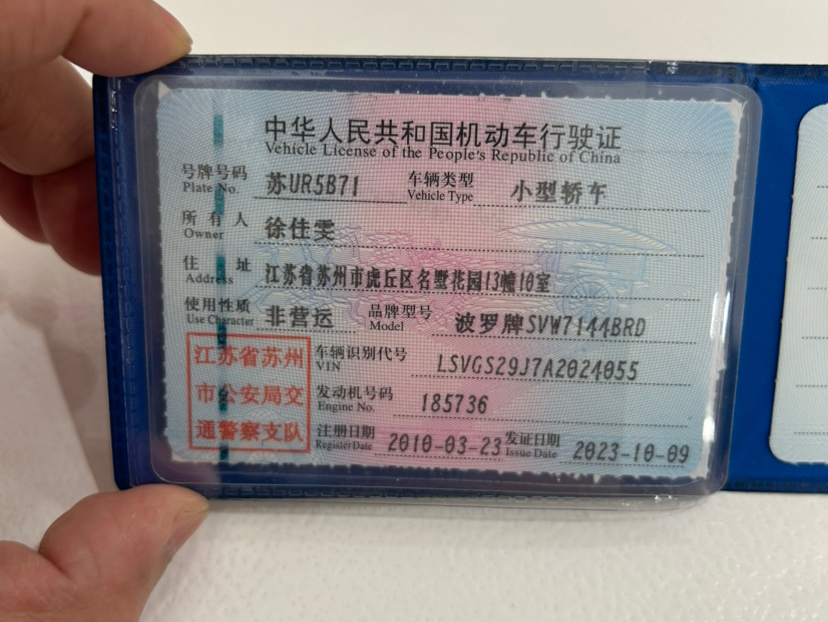 中华人民共和国机动车行驶证
Vehicle License of the People's Republic of China
号牌号码 苏UR5B71 车辆类型 小型轿车
Plate No. Vehicle Type
所有人 徐佳雯
Owner
住址 江苏省苏州市虎丘区名墅花园13幢10室
Address
使用性质 非营运 品牌型号 波罗牌SVW7144BRD
Use Character Model
江苏省苏州 车辆识别代号 LSVGS29J7A2024055
VIN
市公安局交 发动机号码 185736
Engine No.
通警察支队 注册日期 2010-03-23 发证日期 2023-10-09
Register Date Issue Date